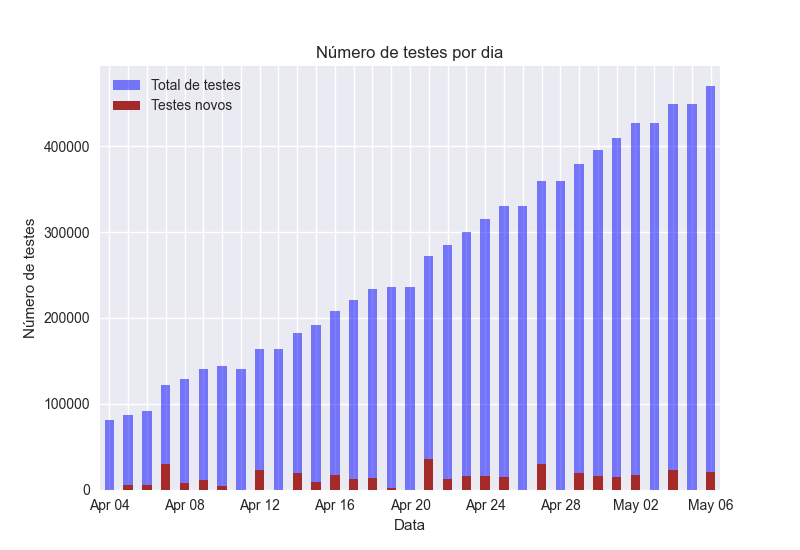 Número de testes por dia
Total de testes
Testes novos
Número de testes
400000
300000
200000
100000
0
Apr 04 Apr 08 Apr 12 Apr 16 Apr 20 Apr 24 Apr 28 May 02 May 06
Data